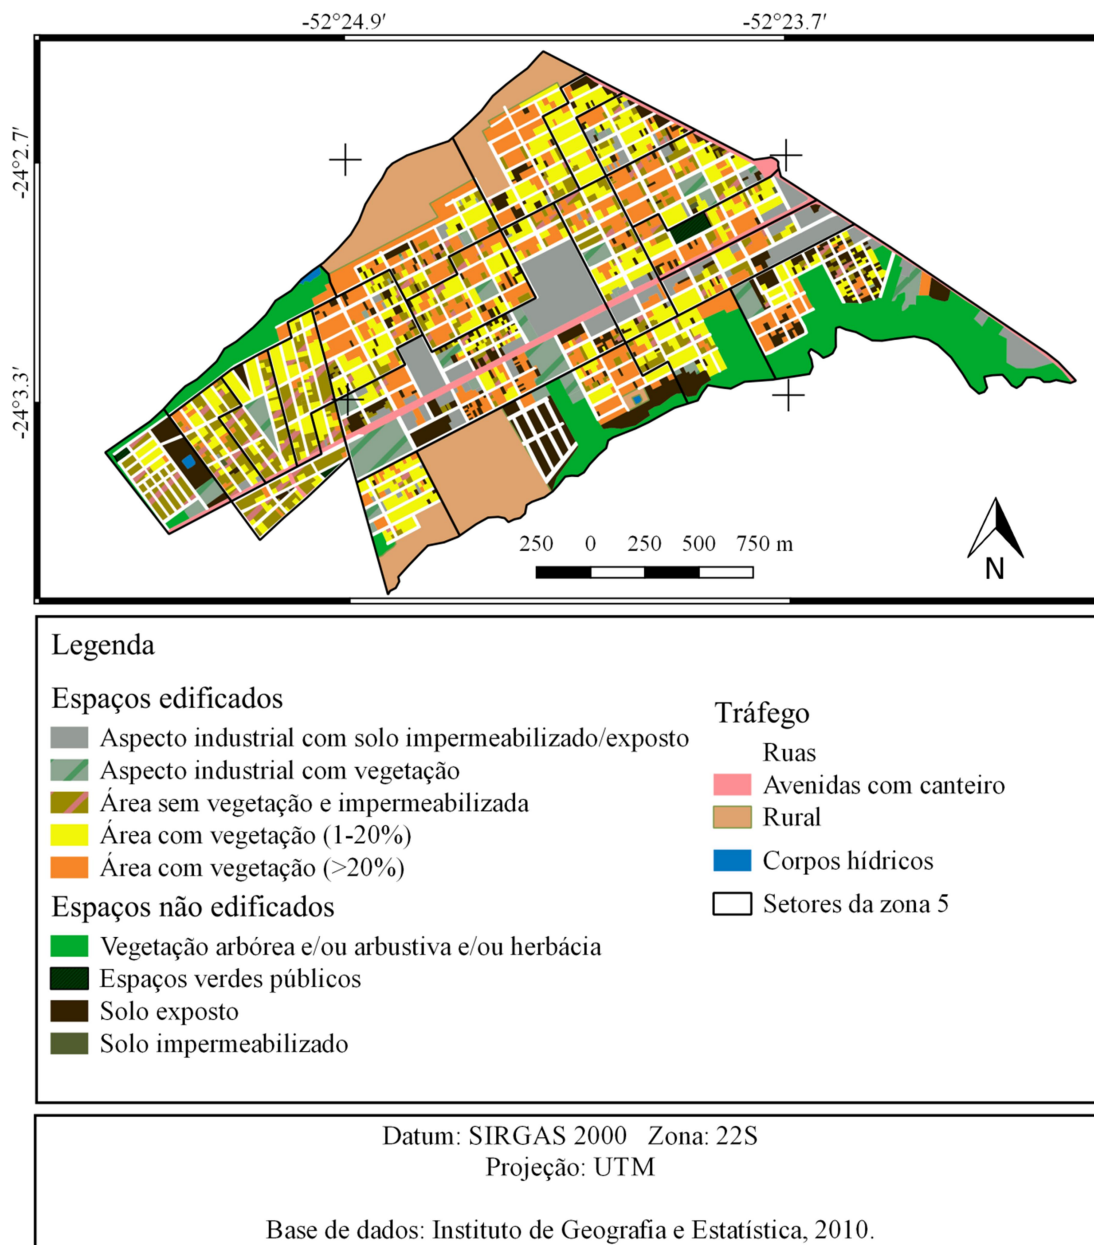 -52°24.9′ -52°23.7′
-24°2.7′
-24°3.3′
250 0 250 500 750 m
N
Legenda
Espaços edificados
Aspecto industrial com solo impermeabilizado/exposto
Aspecto industrial com vegetação
Área sem vegetação e impermeabilizada
Área com vegetação (1-20%)
Área com vegetação (>20%)
Espaços não edificados
Vegetação arbórea e/ou arbustiva e/ou herbácia
Espaços verdes públicos
Solo exposto
Solo impermeabilizado
Tráfego
Ruas
Avenidas com canteiro
Rural
Corpos hídricos
Setores da zona 5
Datum: SIRGAS 2000 Zona: 22S
Projeção: UTM
Base de dados: Instituto de Geografia e Estatística, 2010.